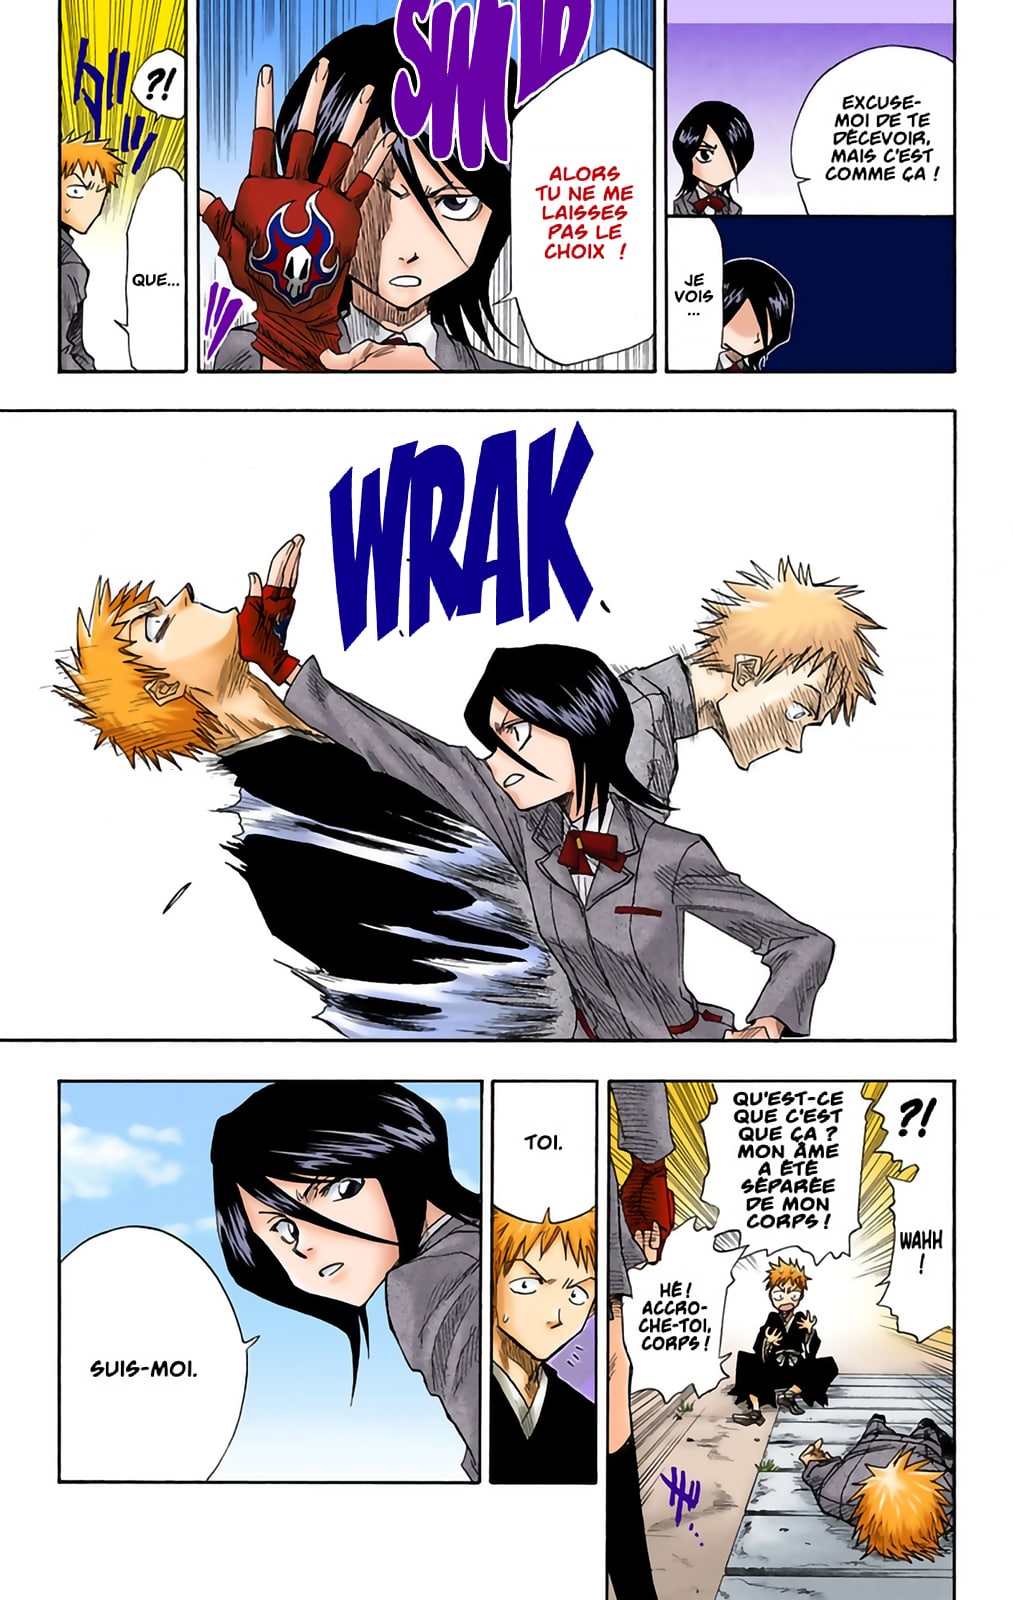 EXCUSE-
MOI DE TE
DÉCEVOIR,
MAIS C'EST
COMME ÇA !
JE
VOIS
...
ALORS
TU NE ME
LAISSES
PAS LE
CHOIX !
?!
QUE...
WRAK
?!
WAHH
!
QU'EST-CE
QUE C'EST
QUE ÇA ?
MON ÂME
A ÉTÉ
SÉPARÉE
DE MON
CORPS !
HÉ !
ACCRO-
CHE-TOI,
CORPS !
TOI.
SUIS-MOI.